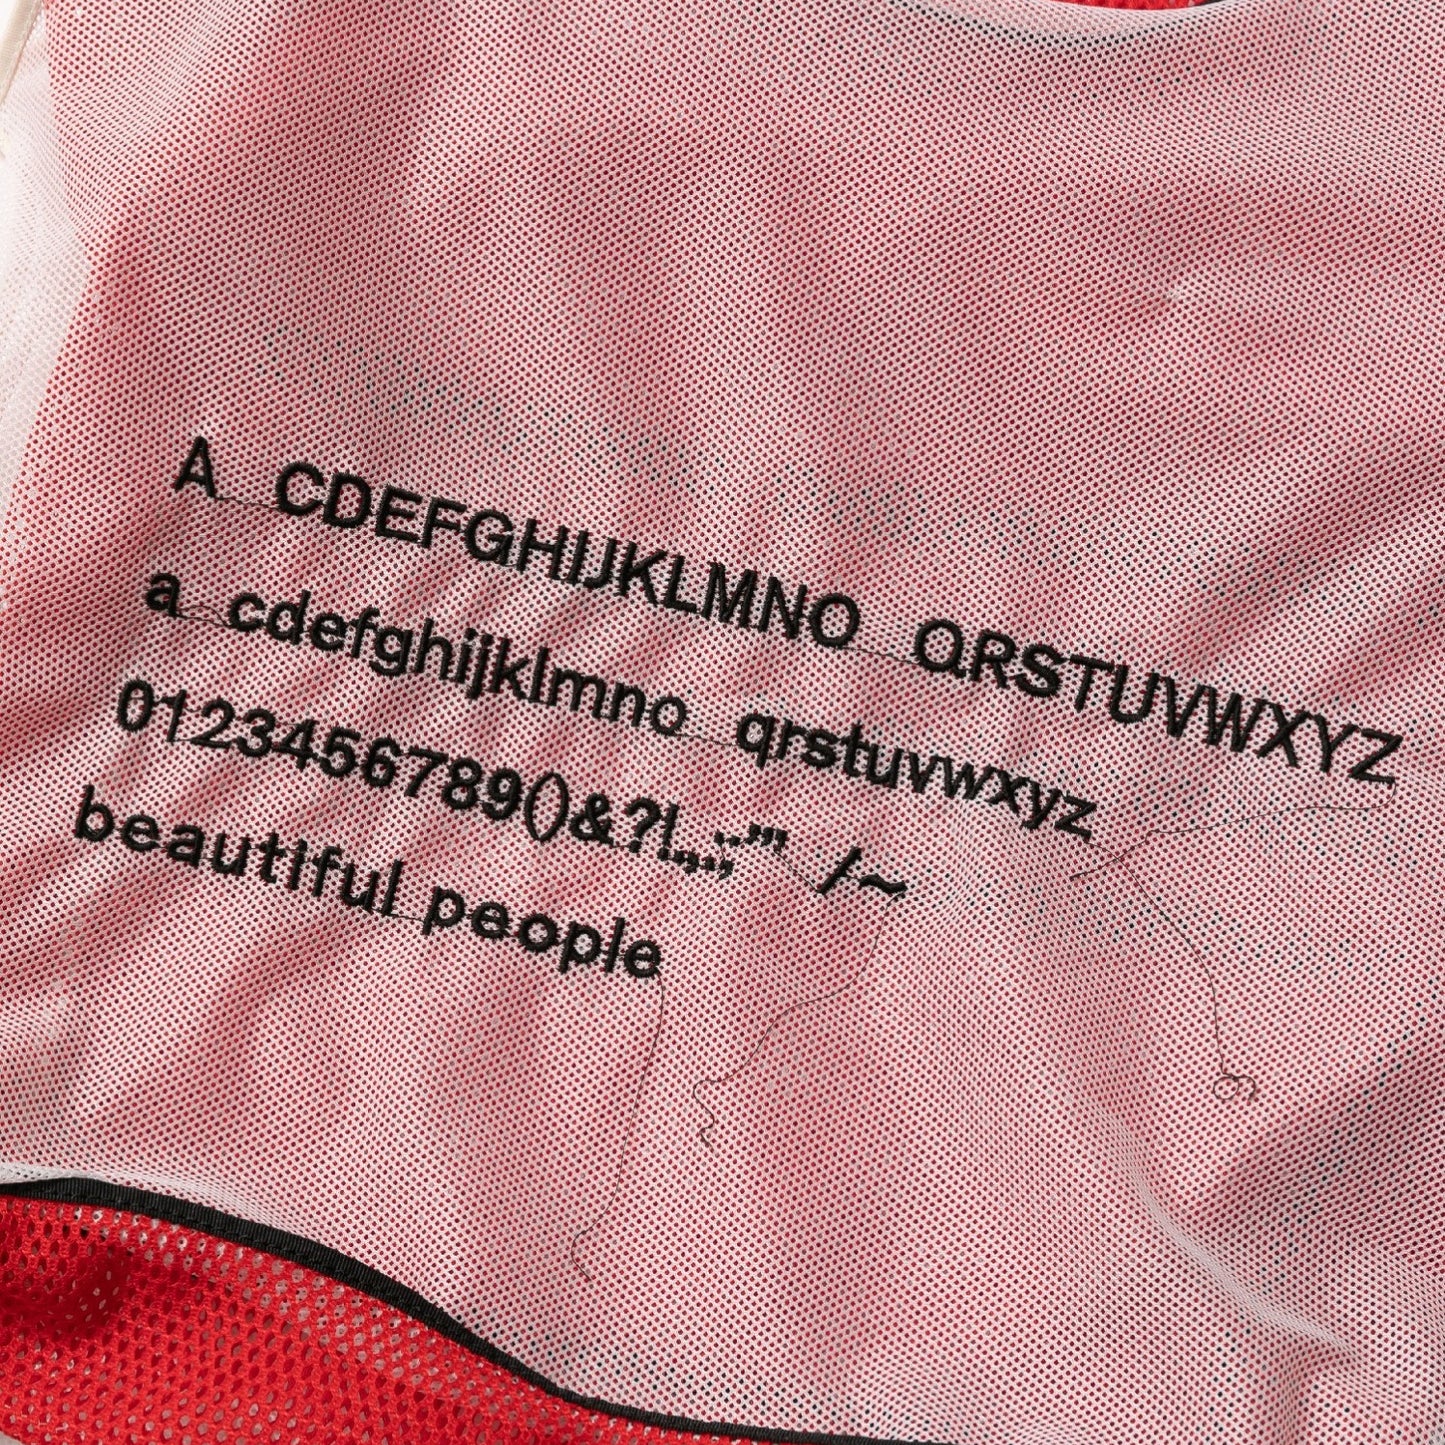 A CDEFGHIJKLMNO QRSTUVWXYZ
a cdefghijklmno qrstuvwxyz
0123456789()&?!.,:;""'" /~
beautiful people